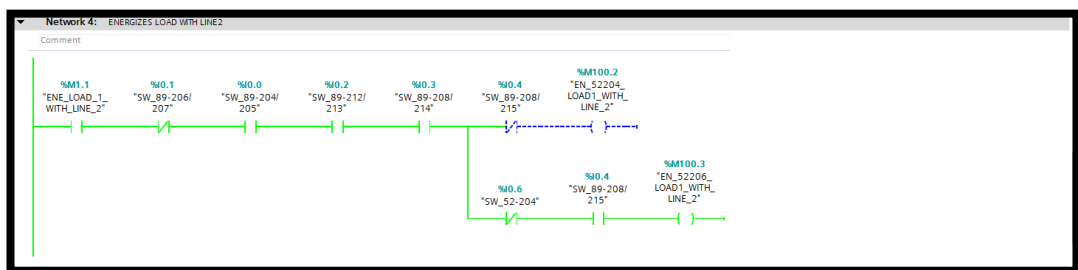 Network 4: ENERGIZES LOAD WITH LINE2
Comment
%M1.1
"ENE_LOAD_1_
WITH_LINE_2"
%I0.1
"SW_89-206/
207"
%I0.0
"SW_89-204/
205"
%I0.2
"SW_89-212/
213"
%I0.3
"SW_89-208/
214"
%I0.4
"SW_89-208/
215"
%M100.2
"EN_52204_
LOAD1_WITH_
LINE_2"
%I0.6
"SW_52-204"
%I0.4
"SW_89-208/
215"
%M100.3
"EN_52206_
LOAD1_WITH_
LINE_2"